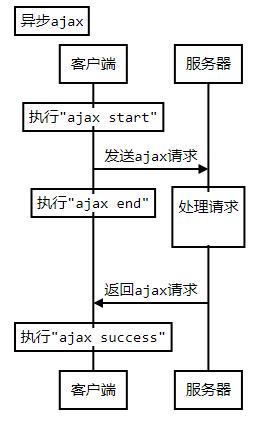 异步ajax
客户端
服务器
执行"ajax start"
发送ajax请求
执行"ajax end"
处理请求
返回ajax请求
执行"ajax success"
客户端
服务器